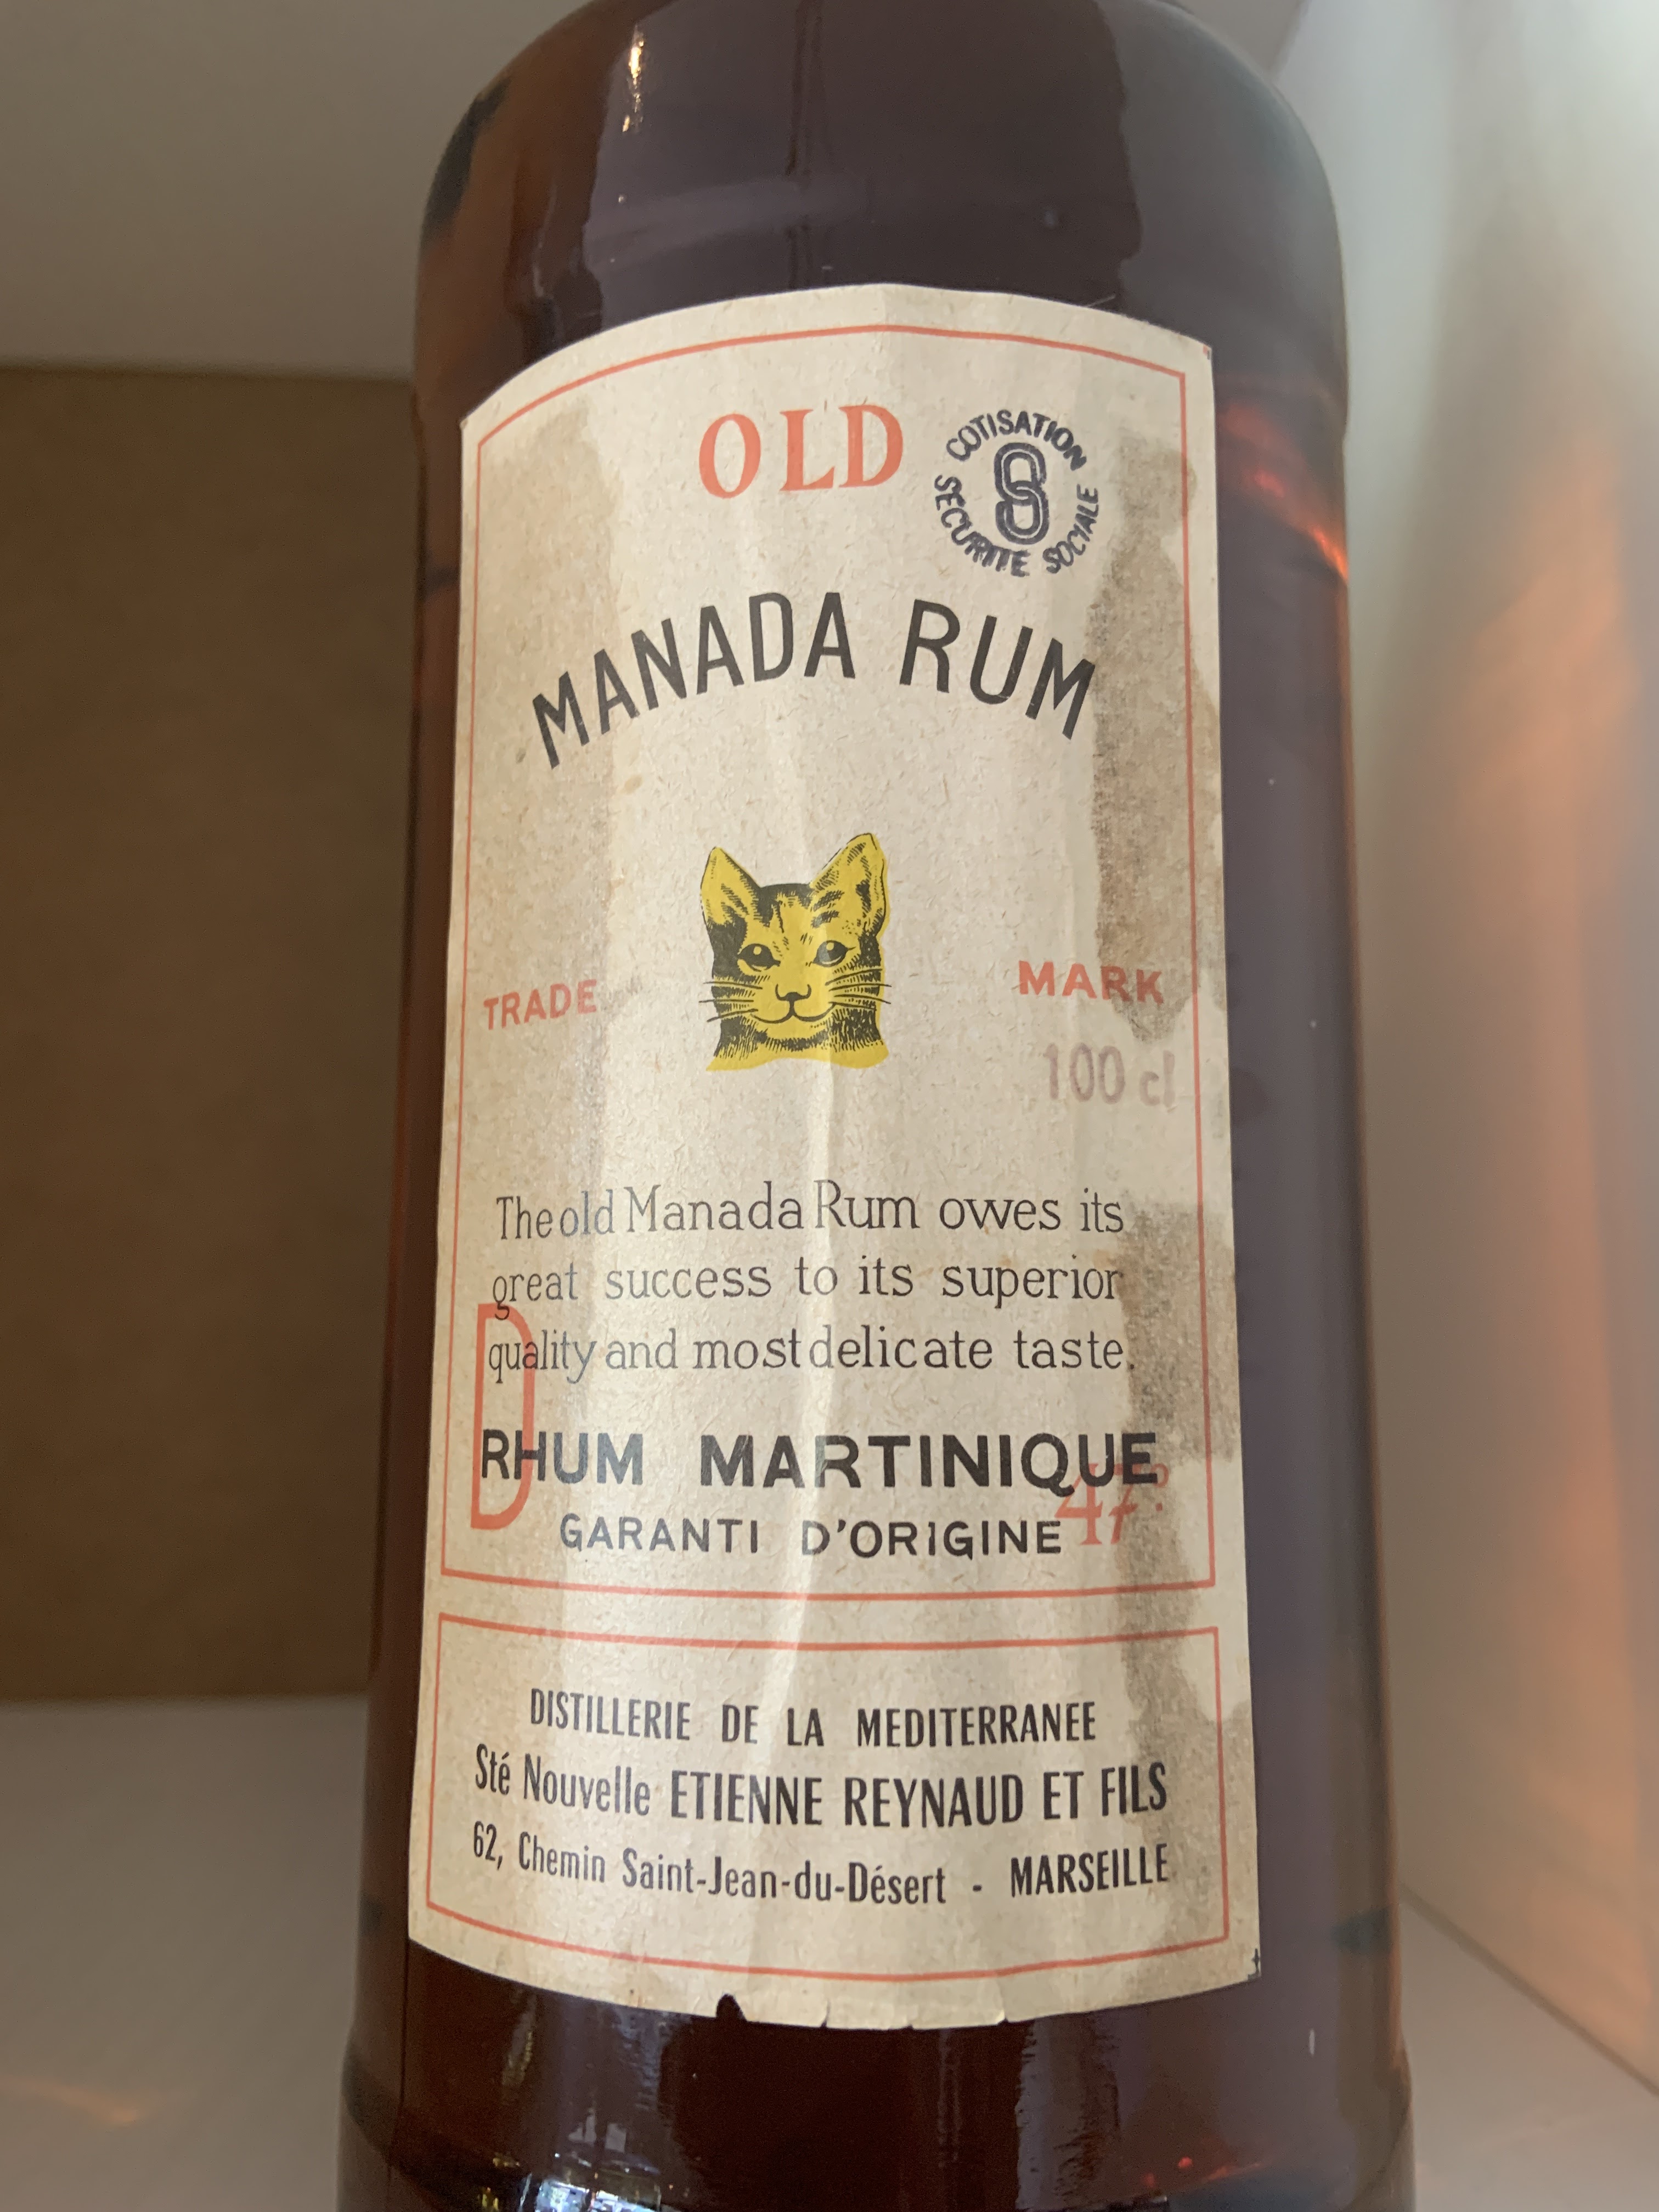 OLD
COTISATION
SECURITE SOCIALE
MANADA RUM
TRADE MARK
100 cl
The old Manada Rum owes its
great success to its superior
quality and most delicate taste.
D
RHUM MARTINIQUE
47°
GARANTI D'ORIGINE
DISTILLERIE DE LA MEDITERRANEE
Sté Nouvelle ETIENNE REYNAUD ET FILS
62, Chemin Saint-Jean-du-Désert - MARSEILLE